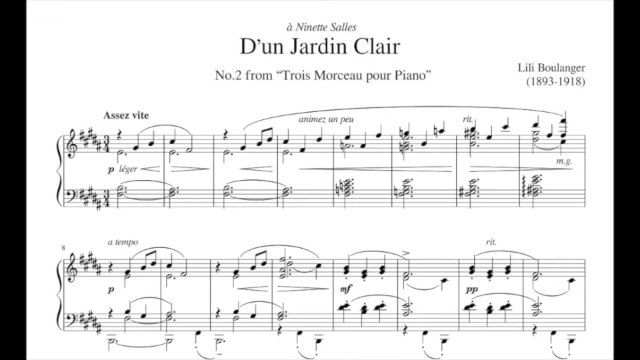 à Ninette Salles
D'un Jardin Clair
No.2 from “Trois Morceau pour Piano”
Lili Boulanger
(1893-1918)
Assez vite
animez un peu
rit.
p léger
m.g.
8
a tempo
rit.
p
mf
pp